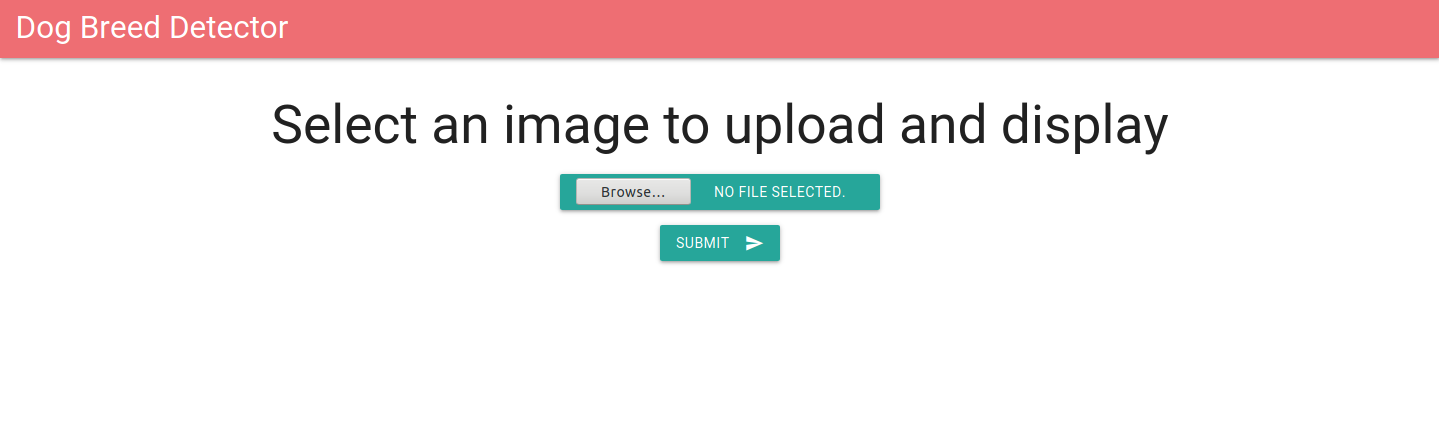 Dog Breed Detector
Select an image to upload and display
Browse... NO FILE SELECTED.
SUBMIT